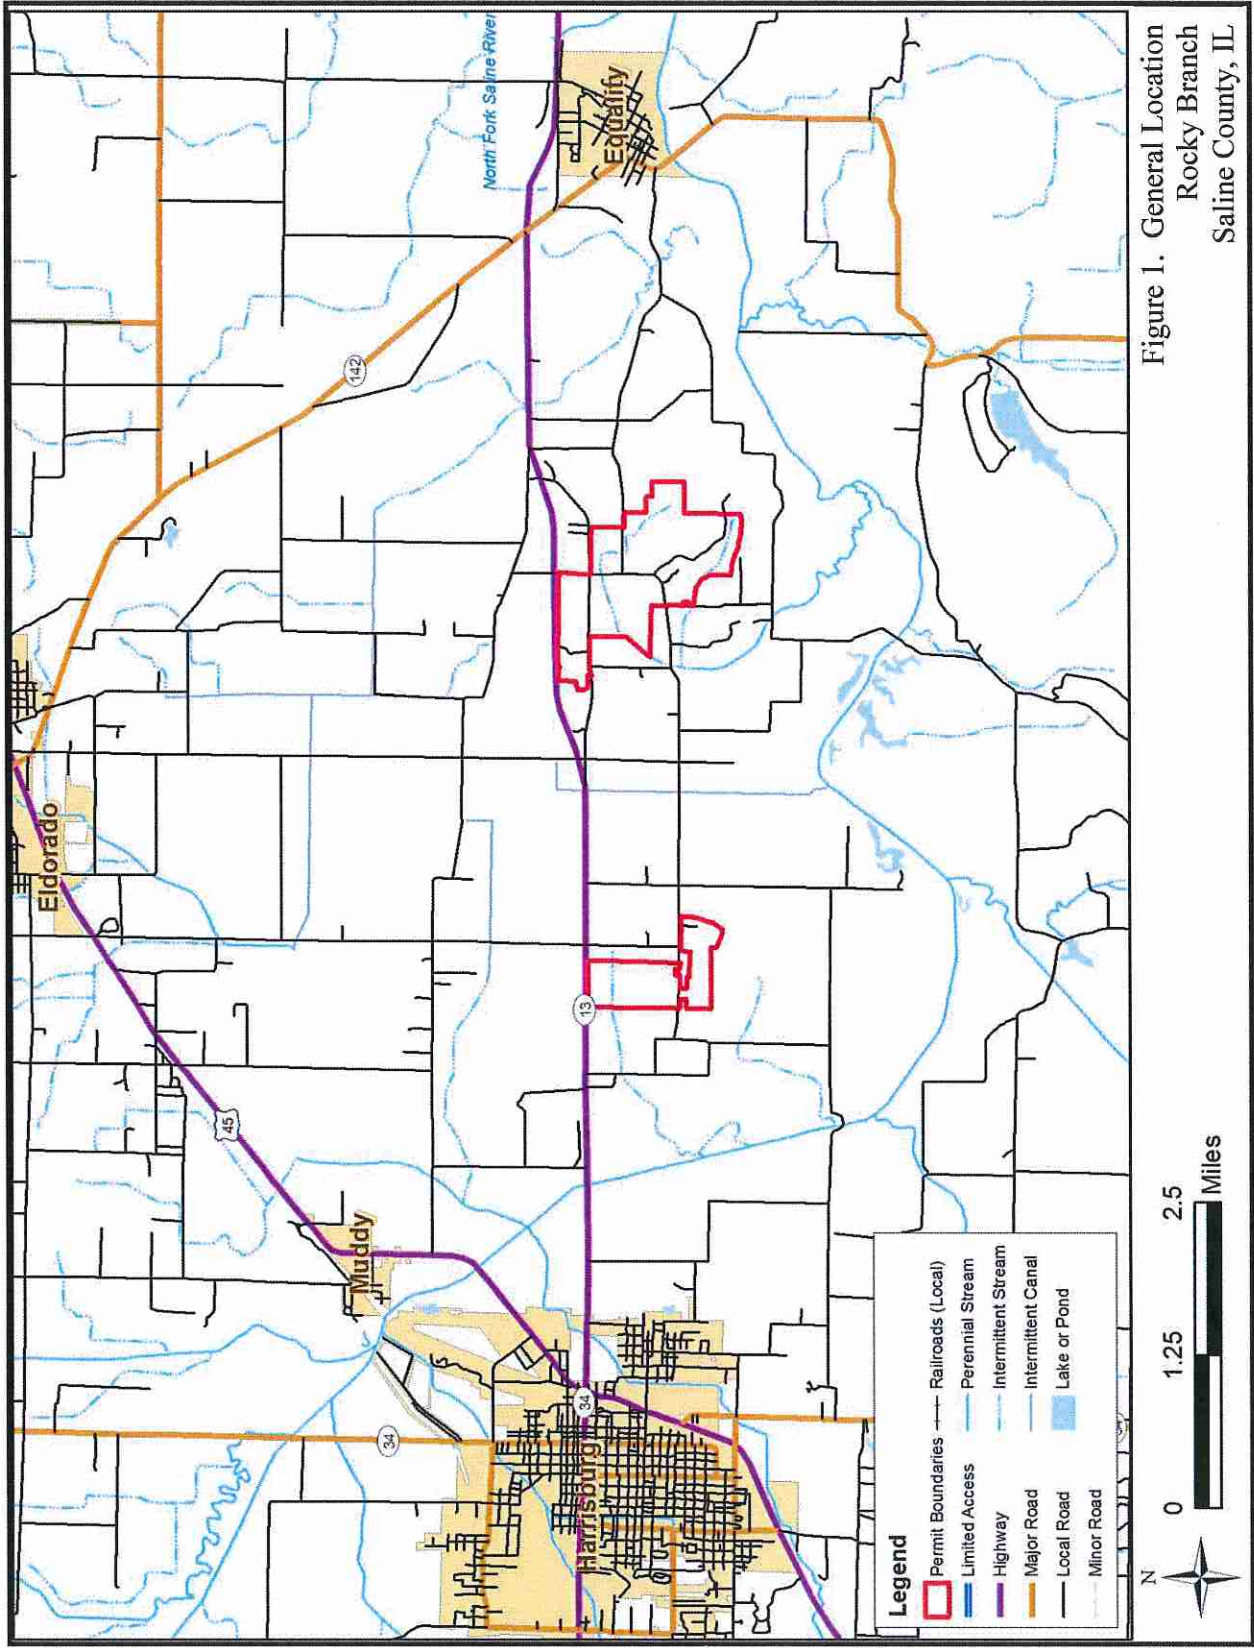 Figure 1. General Location
Rocky Branch
Saline County, IL
North Fork Saline River
Equality
142
Eldorado
45
13
Muddy
34
34
Harrisburg
Legend
Permit Boundaries
Limited Access
Highway
Major Road
Local Road
Minor Road
Railroads (Local)
Perennial Stream
Intermittent Stream
Intermittent Canal
Lake or Pond
N
0 1.25 2.5
Miles